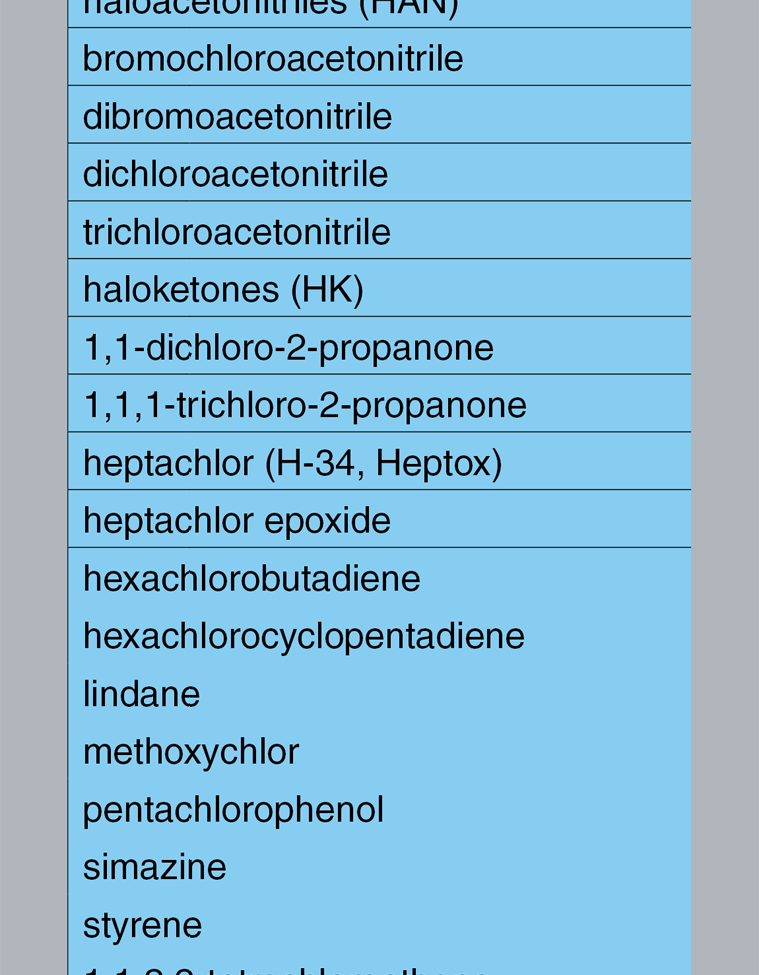 haloacetonitriles (HAN)
bromochloroacetonitrile
dibromoacetonitrile
dichloroacetonitrile
trichloroacetonitrile
haloketones (HK)
1,1-dichloro-2-propanone
1,1,1-trichloro-2-propanone
heptachlor (H-34, Heptox)
heptachlor epoxide
hexachlorobutadiene
hexachlorocyclopentadiene
lindane
methoxychlor
pentachlorophenol
simazine
styrene